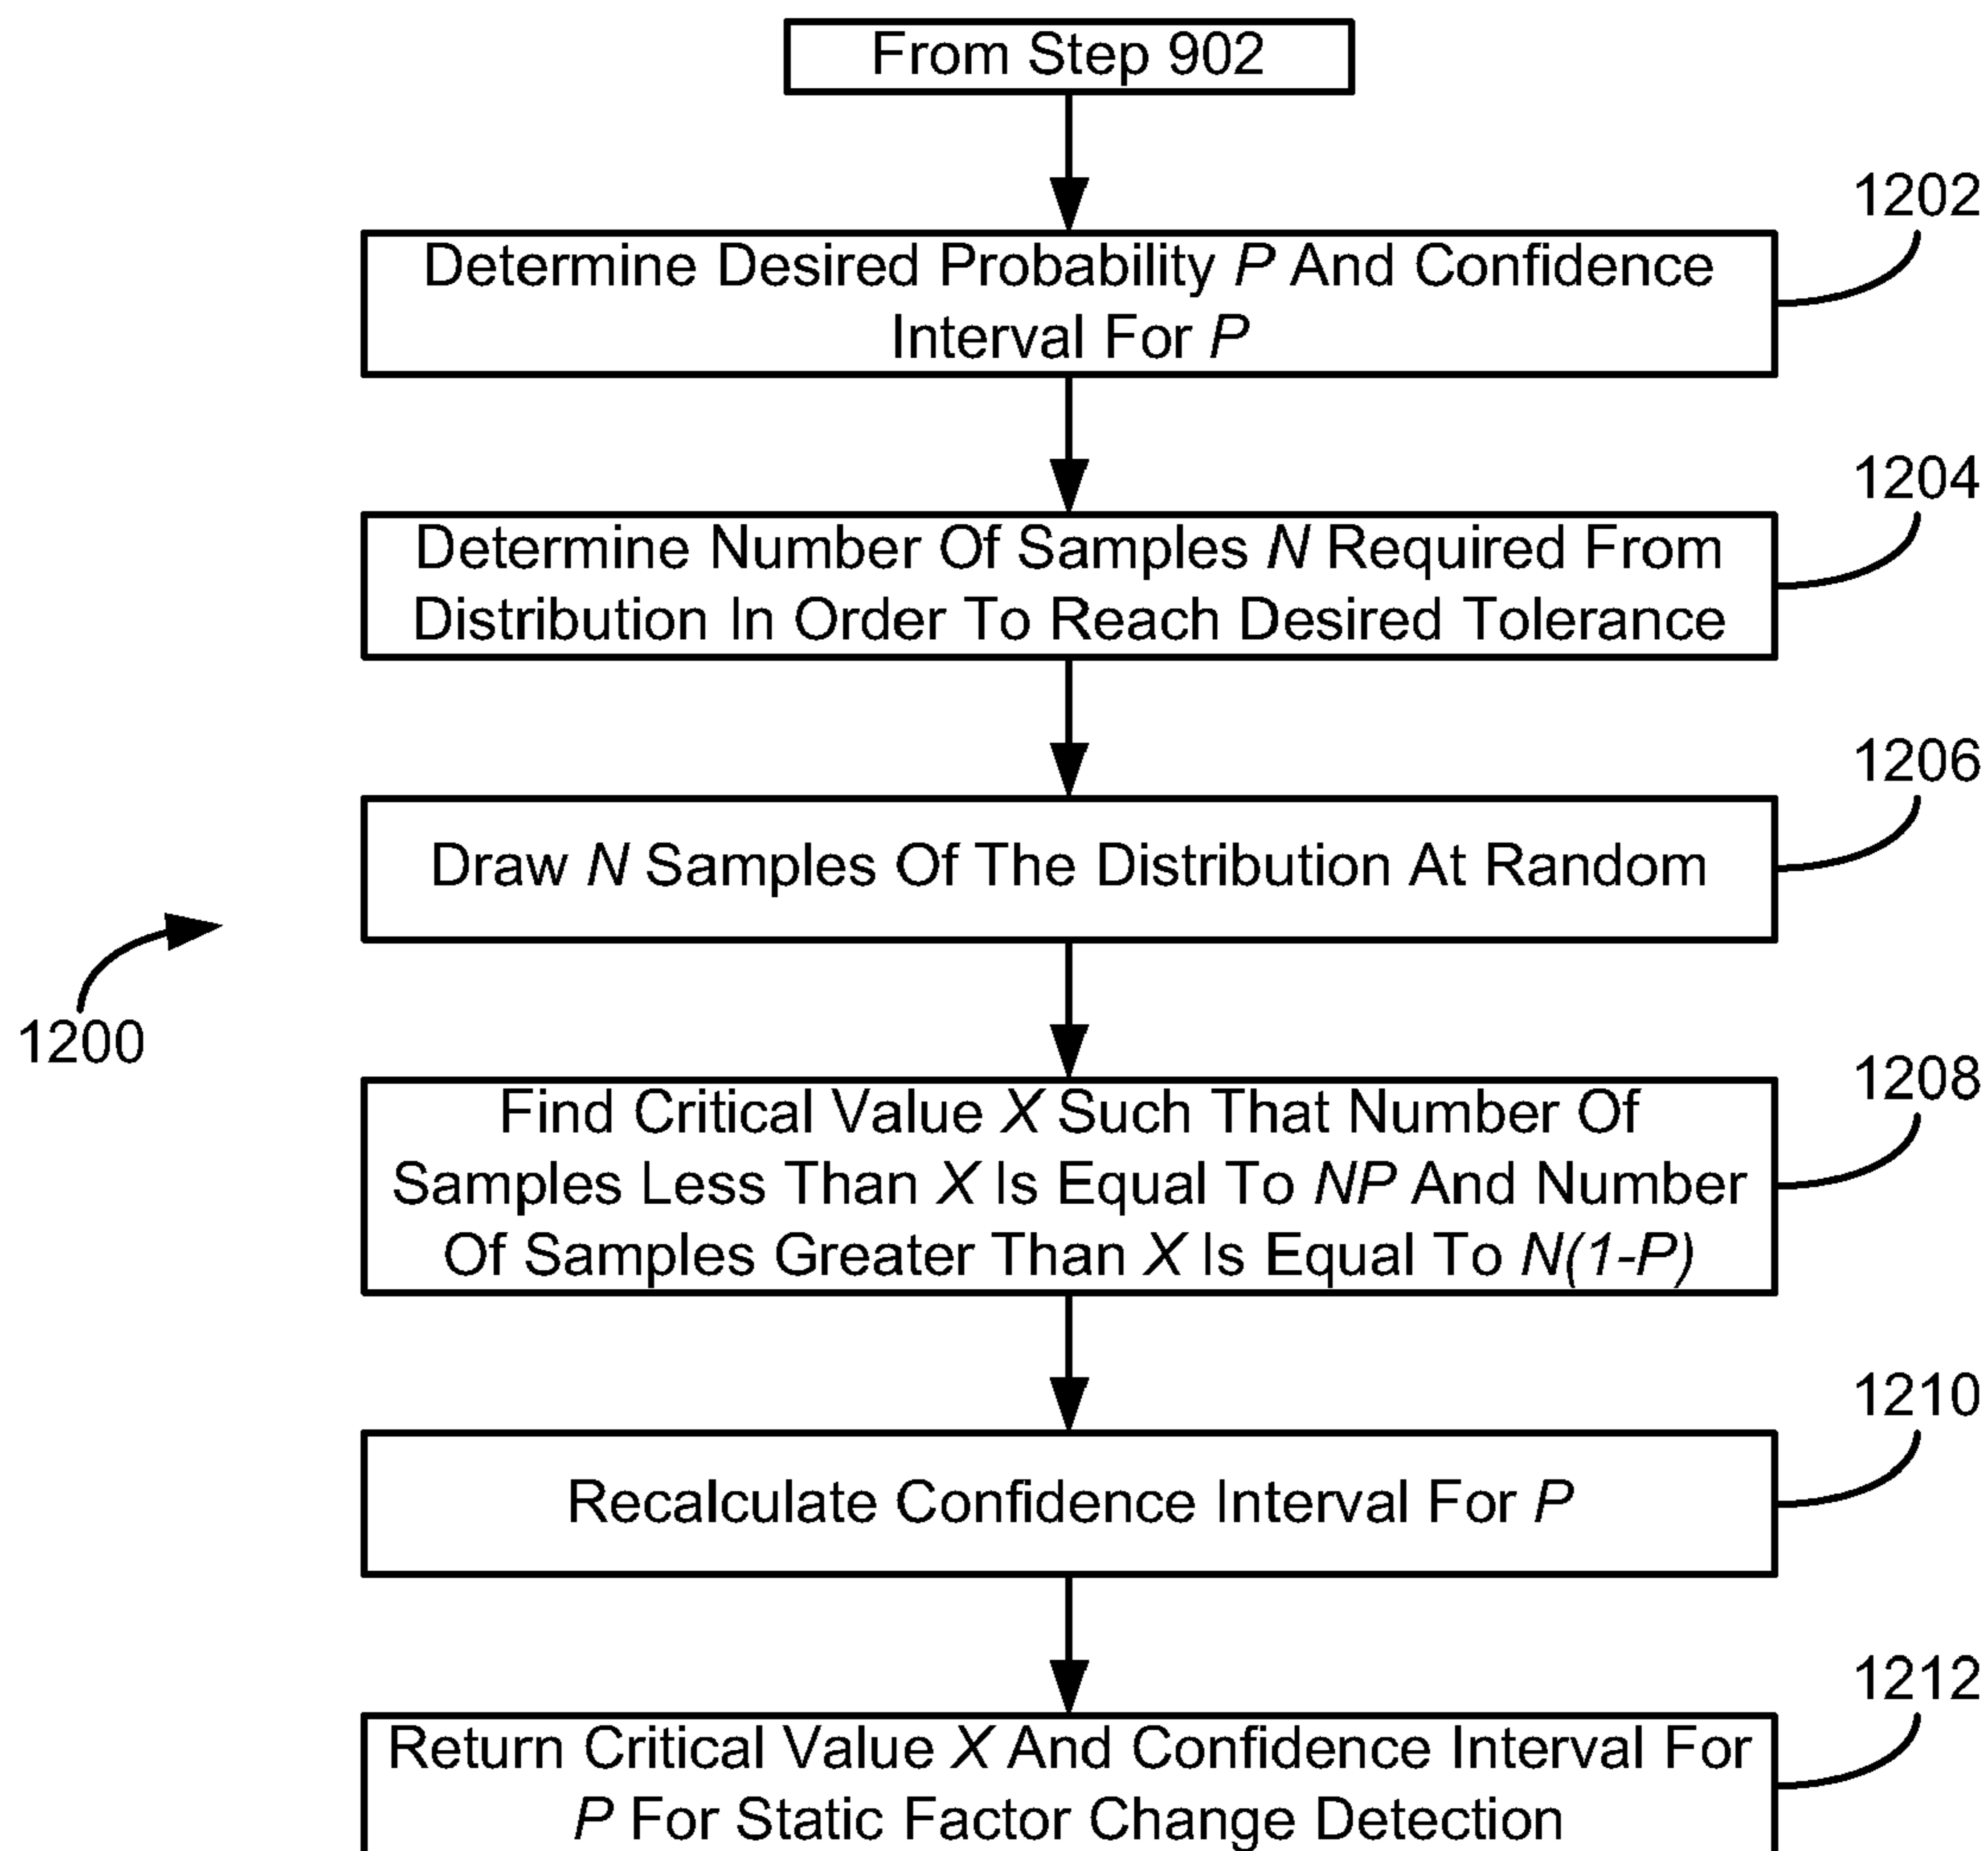 From Step 902
1202
Determine Desired Probability P And Confidence
Interval For P
1204
Determine Number Of Samples N Required From
Distribution In Order To Reach Desired Tolerance
1206
Draw N Samples Of The Distribution At Random
1200
1208
Find Critical Value X Such That Number Of
Samples Less Than X Is Equal To NP And Number
Of Samples Greater Than X Is Equal To N(1-P)
1210
Recalculate Confidence Interval For P
1212
Return Critical Value X And Confidence Interval For
P For Static Factor Change Detection